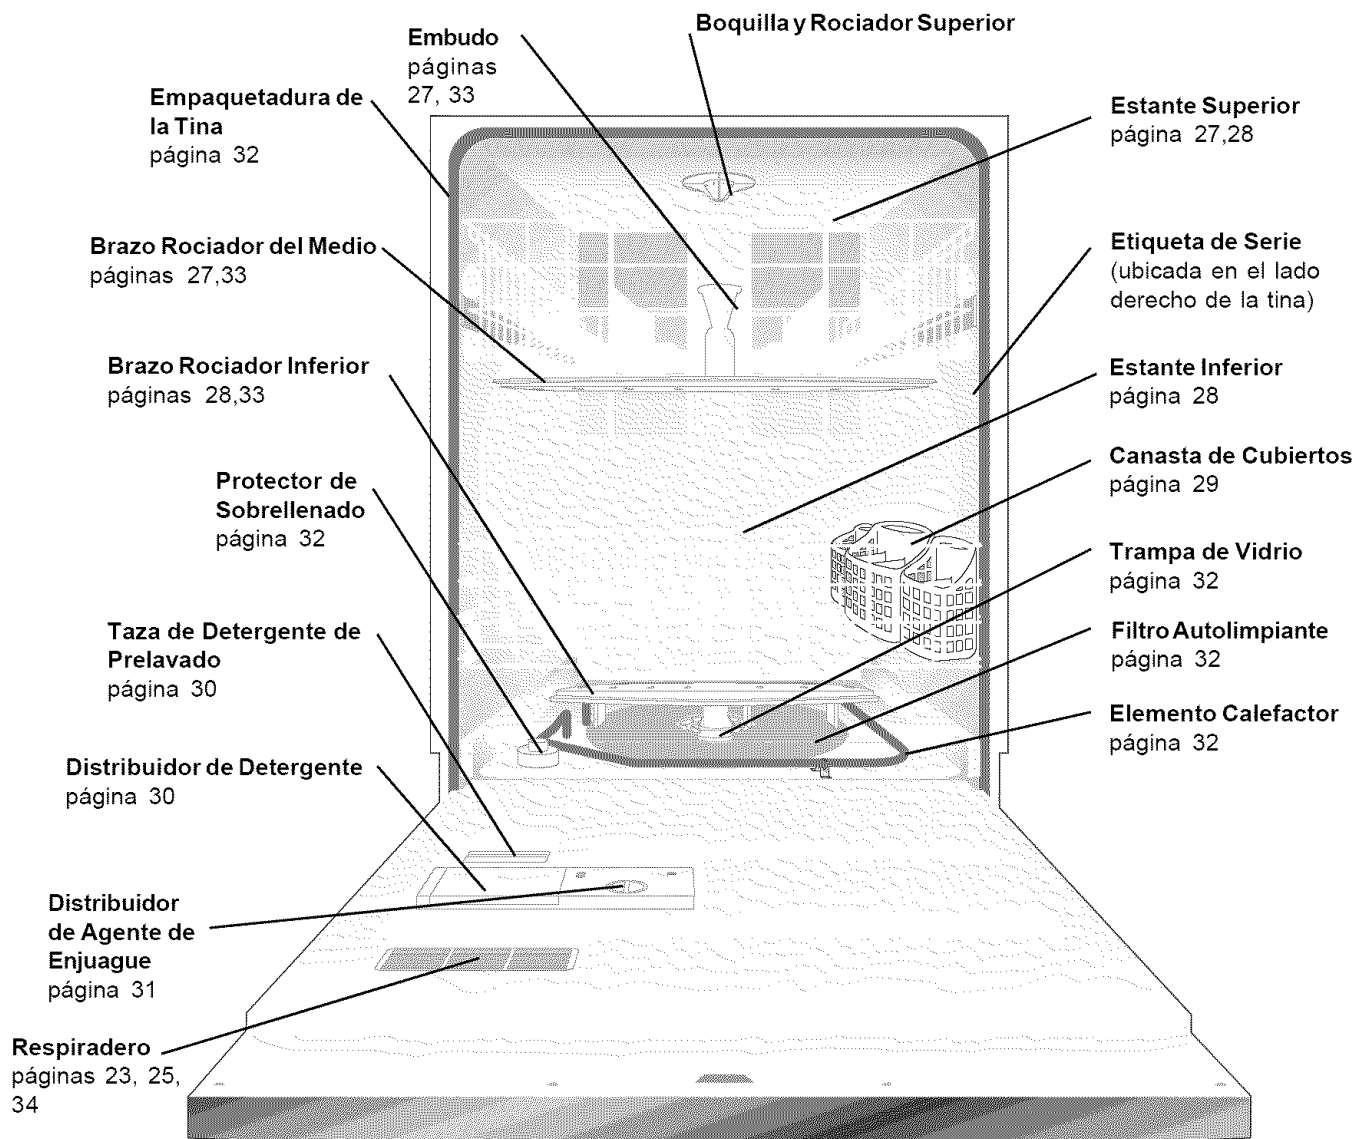 Boquilla y Rociador Superior
Embudo
páginas
27, 33
Empaquetadura de
la Tina
página 32
Estante Superior
página 27,28
Brazo Rociador del Medio
páginas 27,33
Etiqueta de Serie
(ubicada en el lado
derecho de la tina)
Brazo Rociador Inferior
páginas 28,33
Estante Inferior
página 28
Protector de
Sobrellenado
página 32
Canasta de Cubiertos
página 29
Trampa de Vidrio
página 32
Taza de Detergente de
Prelavado
página 30
Filtro Autolimpiante
página 32
Elemento Calefactor
página 32
Distribuidor de Detergente
página 30
Distribuidor
de Agente de
Enjuague
página 31
Respiradero
páginas 23, 25,
34